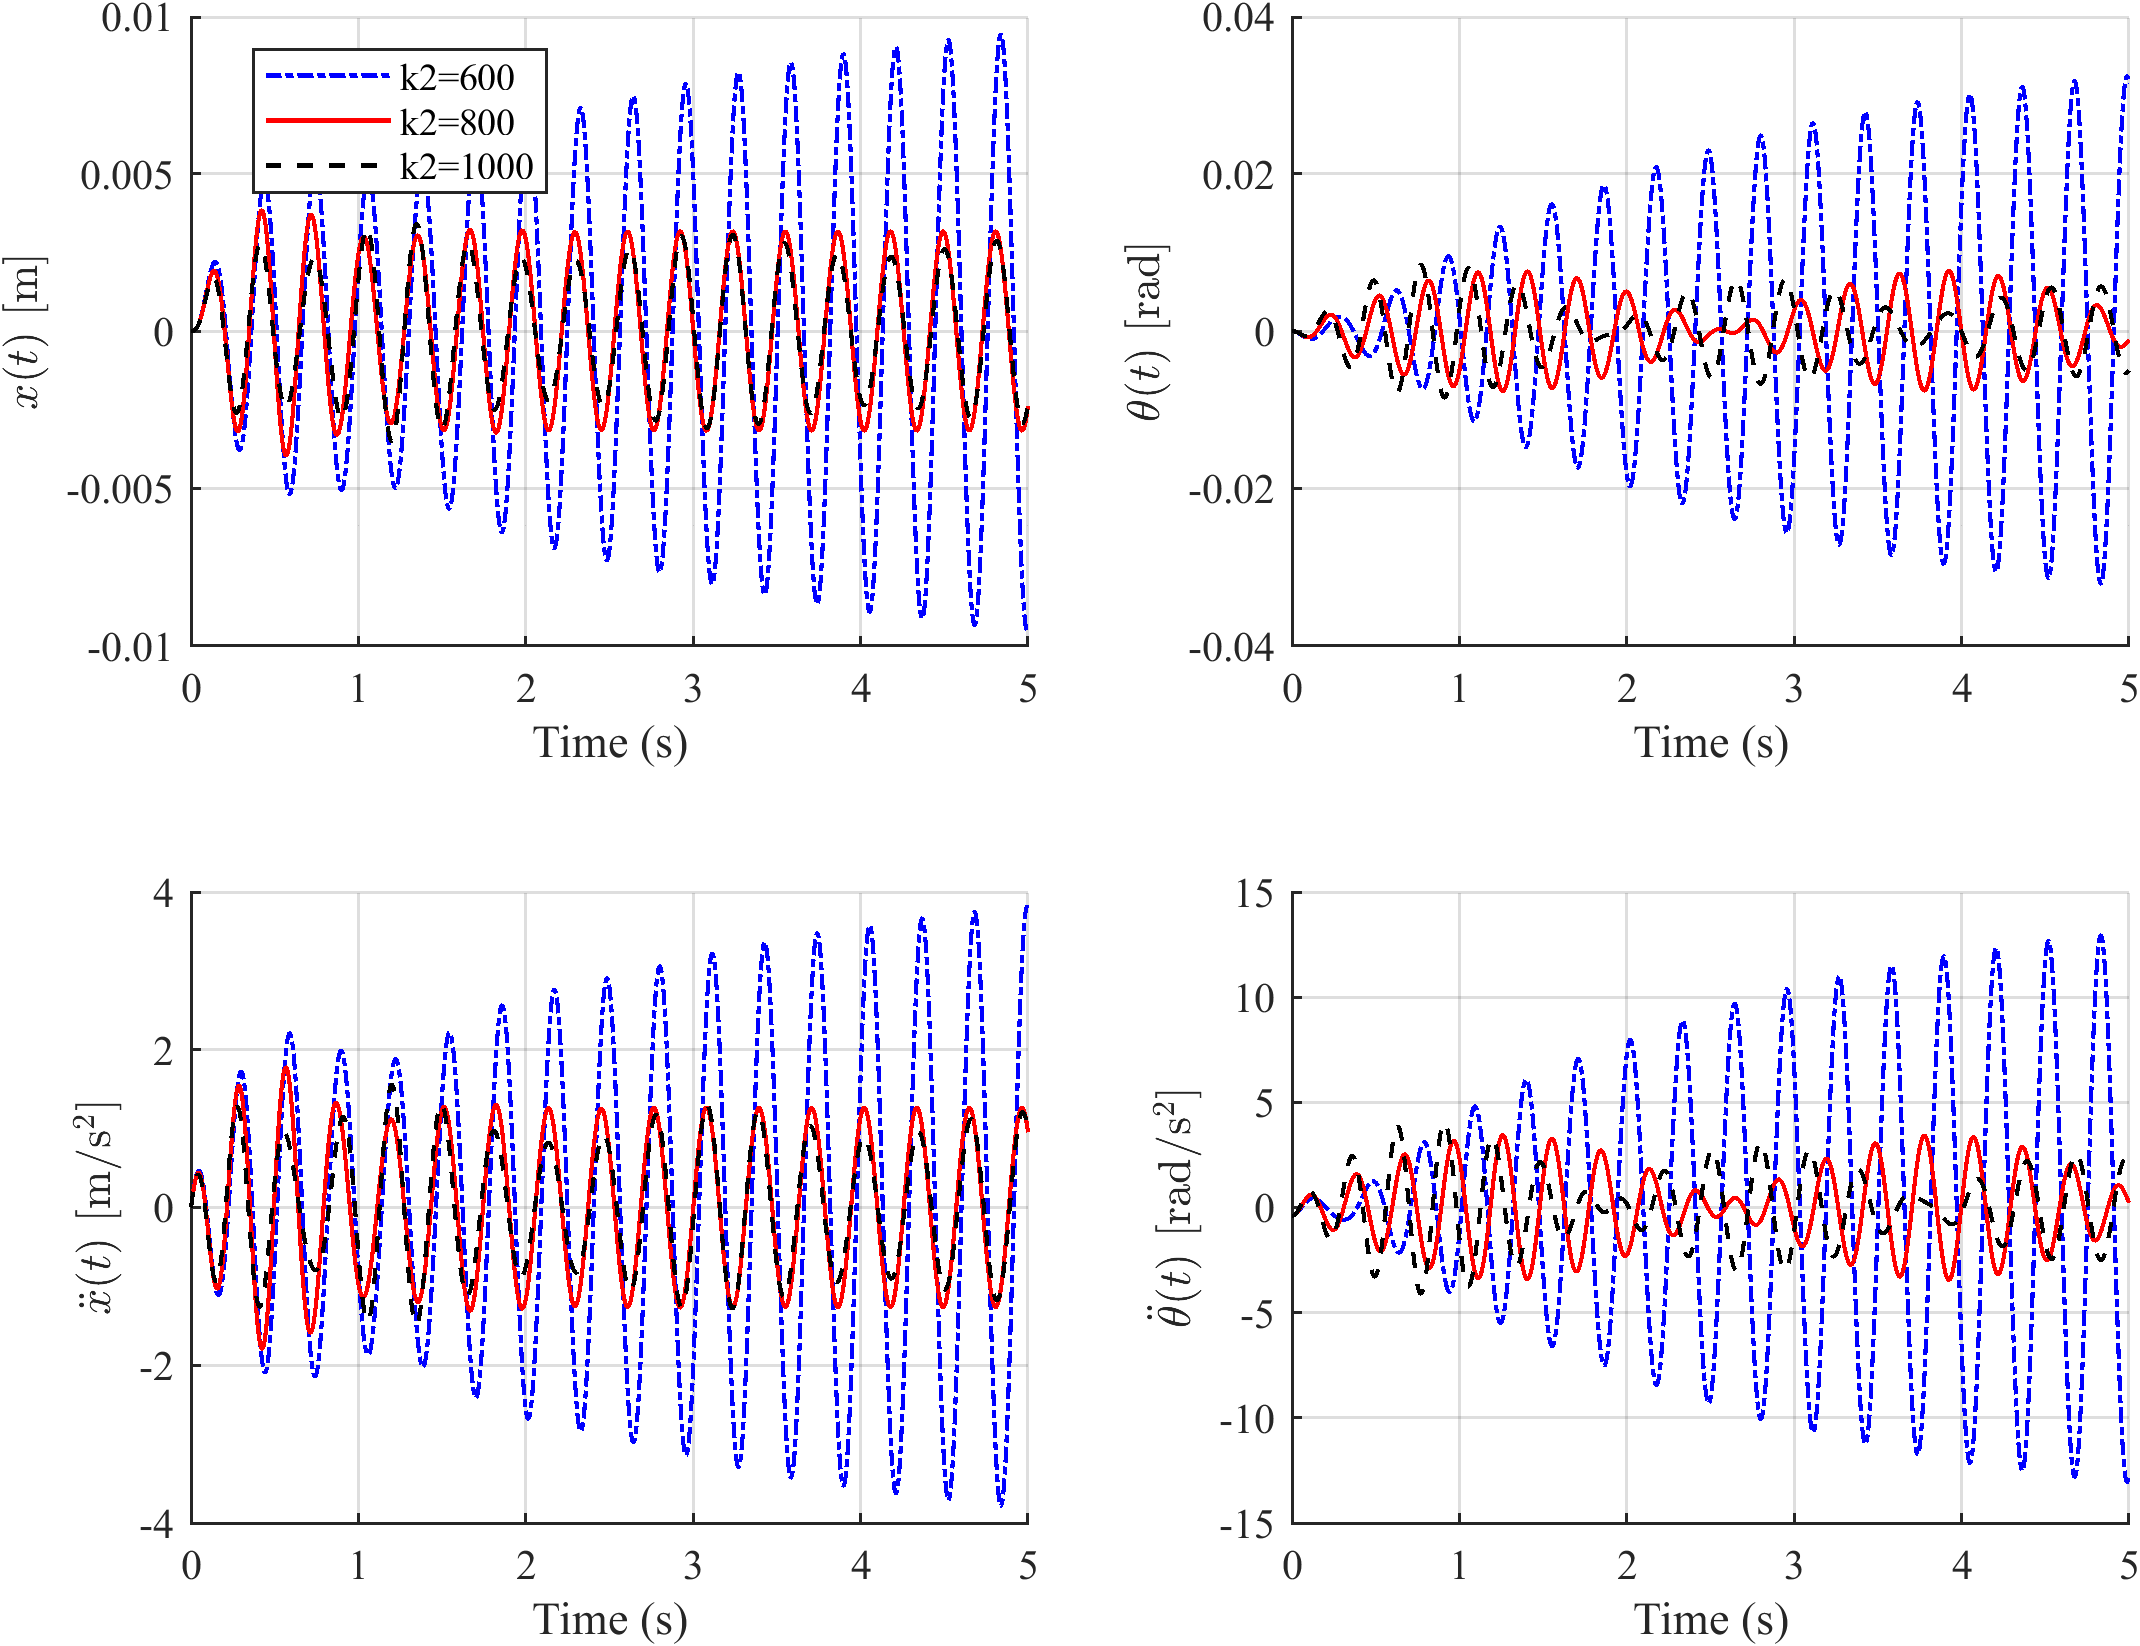 0.01
0.005
0
-0.005
-0.01
x(t) [m]
k2=600
k2=800
k2=1000
0 1 2 3 4 5
Time (s)
0.04
0.02
0
-0.02
-0.04
θ(t) [rad]
0 1 2 3 4 5
Time (s)
4
2
0
-2
-4
ẍ(t) [m/s²]
0 1 2 3 4 5
Time (s)
15
10
5
0
-5
-10
-15
θ̈(t) [rad/s²]
0 1 2 3 4 5
Time (s)